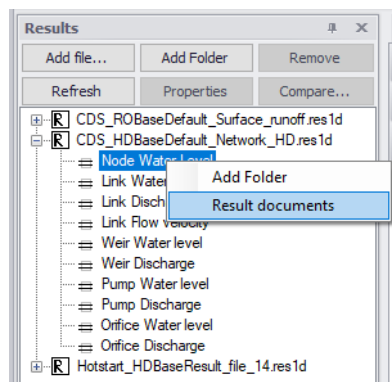 Results
Add file... Add Folder Remove
Refresh Properties Compare...
CDS_ROBaseDefault_Surface_runoff.res1d
CDS_HDBaseDefault_Network_HD.res1d
Node Water Level
Add Folder
Link Water
Result documents
Link Disch
Link Flow velocity
Weir Water level
Weir Discharge
Pump Water level
Pump Discharge
Orifice Water level
Orifice Discharge
Hotstart_HDBaseResult_file_14.res1d